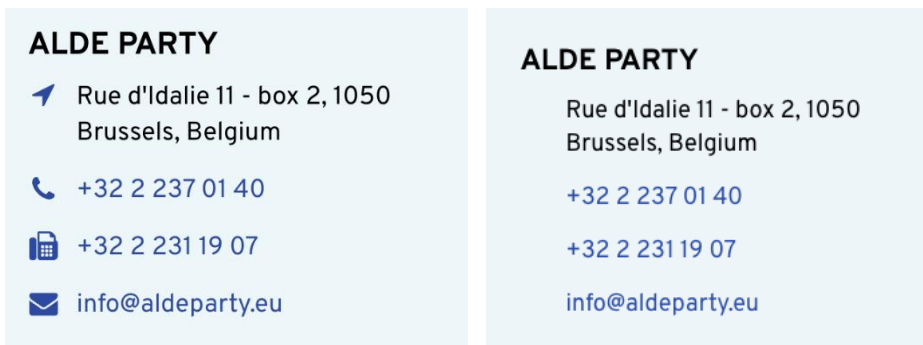 ALDE PARTY
Rue d'Idalie 11 - box 2, 1050
Brussels, Belgium
+32 2 237 01 40
+32 2 231 19 07
info@aldeparty.eu
ALDE PARTY
Rue d'Idalie 11 - box 2, 1050
Brussels, Belgium
+32 2 237 01 40
+32 2 231 19 07
info@aldeparty.eu